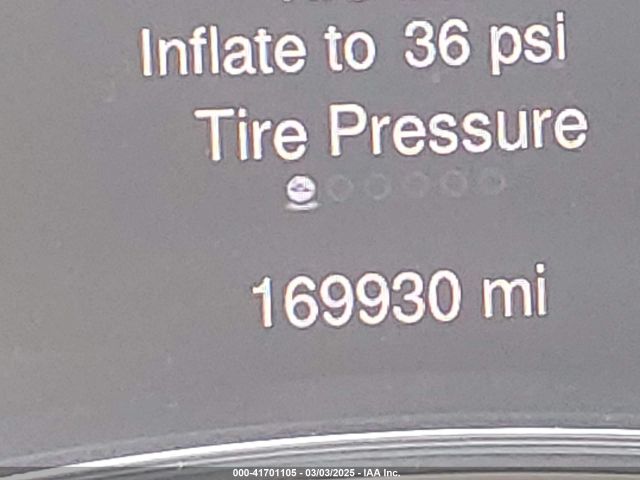 Inflate to 36 psi
Tire Pressure
169930 mi
000-41701105 - 03/03/2025 - IAA Inc.